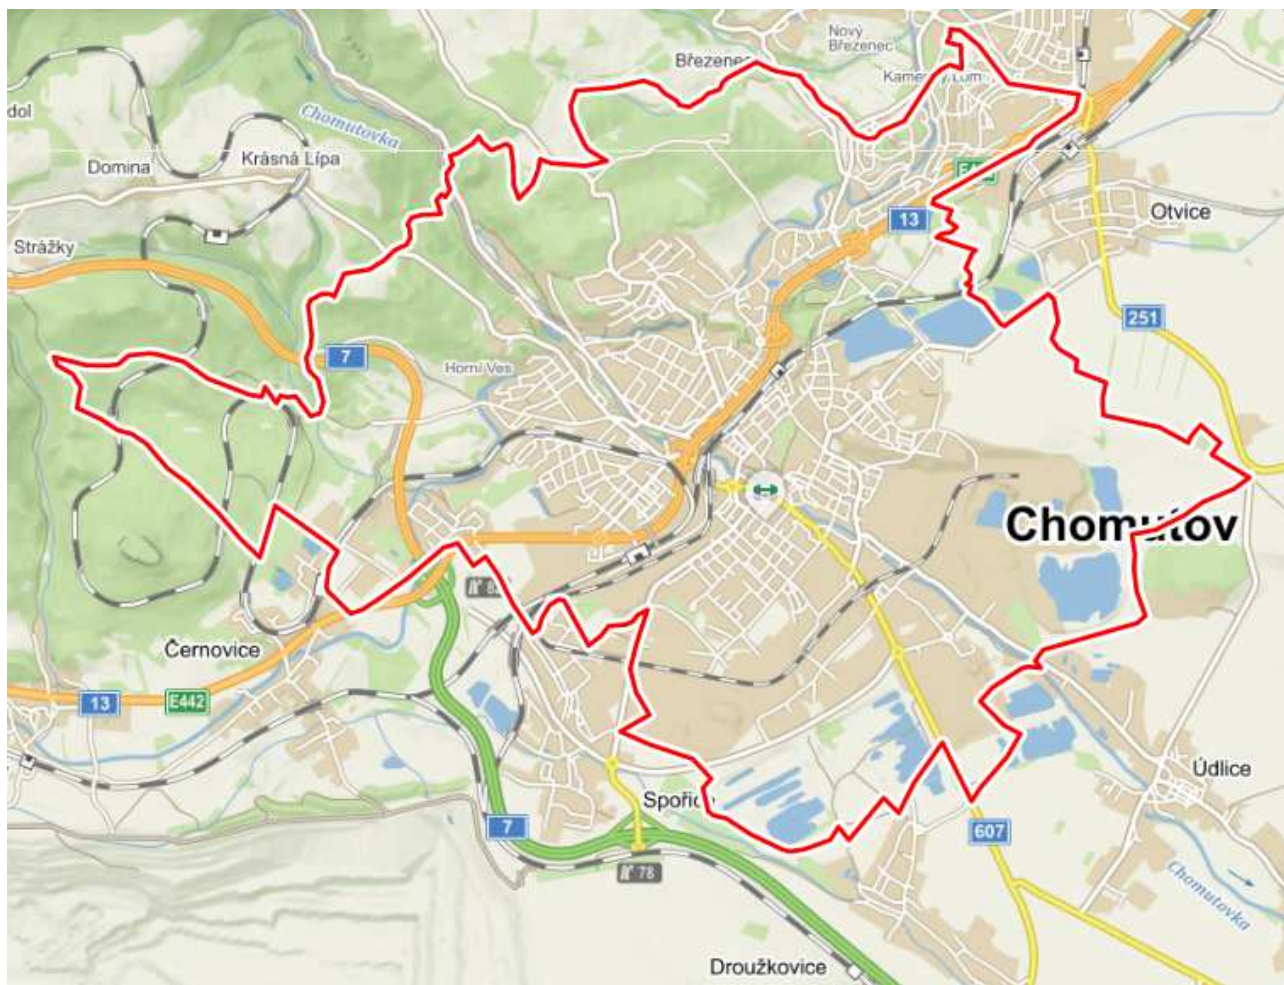 Nový
Březenec
Březenec
dol
Chomutovka
Domina
Krásná Lípa
13
Otvice
Strážky
251
7
Horní Ves
Chomutov
Černovice
13
E442
Údlice
Spořice
7
607
78
Chomutovka
Droužkovice